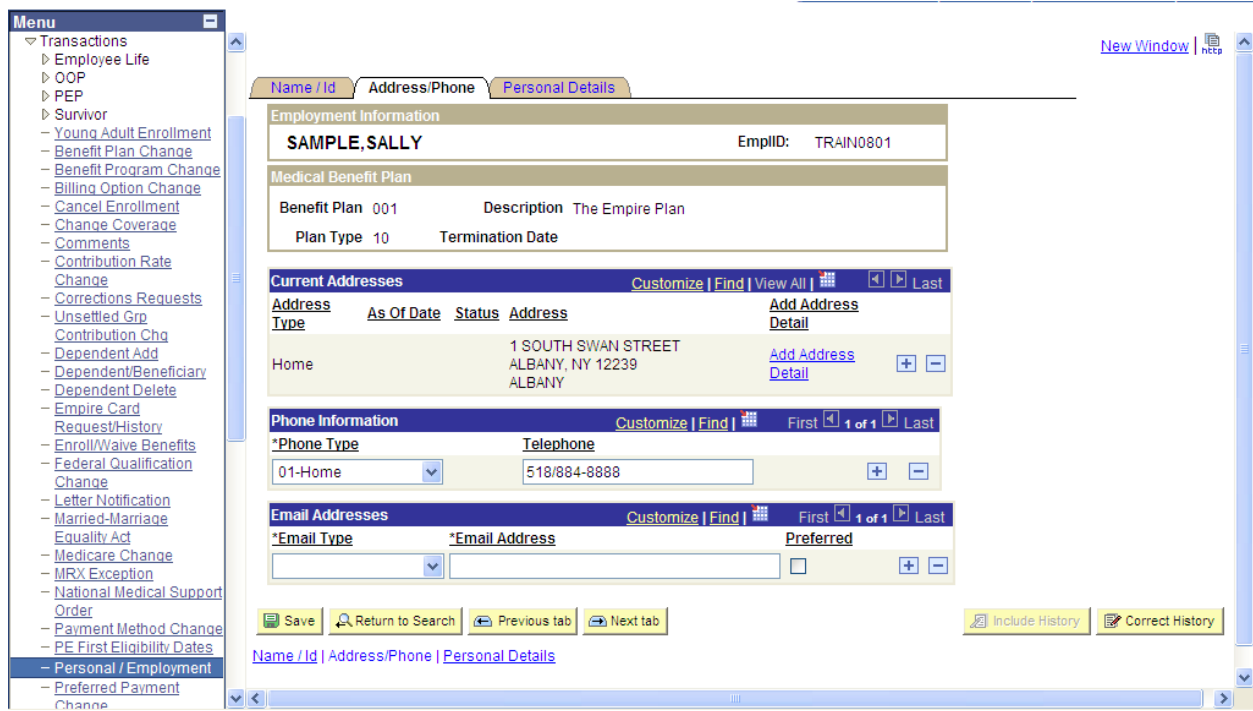 Menu
Transactions
Employee Life
OOP
PEP
Survivor
Young Adult Enrollment
Benefit Plan Change
Benefit Program Change
Billing Option Change
Cancel Enrollment
Change Coverage
Comments
Contribution Rate
Change
Corrections Requests
Unsettled Grp
Contribution Chg
Dependent Add
Dependent/Beneficiary
Dependent Delete
Empire Card
Request/History
Enroll/Waive Benefits
Federal Qualification
Change
Letter Notification
Married-Marriage
Equality Act
Medicare Change
MRX Exception
National Medical Support
Order
Payment Method Change
PE First Eligibility Dates
Personal / Employment
Preferred Payment
Change
New Window | http
Name / Id Address/Phone Personal Details
Employment Information
SAMPLE,SALLY EmplID: TRAIN0801
Medical Benefit Plan
Benefit Plan 001 Description The Empire Plan
Plan Type 10 Termination Date
Current Addresses Customize | Find | View All | Last
Address Type As Of Date Status Address Add Address Detail
Home 1 SOUTH SWAN STREET Add Address Detail
ALBANY, NY 12239
ALBANY
Phone Information Customize | Find | First 1 of 1 Last
*Phone Type Telephone
01-Home 518/884-8888
Email Addresses Customize | Find | First 1 of 1 Last
*Email Type *Email Address Preferred
Save Return to Search Previous tab Next tab Include History Correct History
Name / Id | Address/Phone | Personal Details